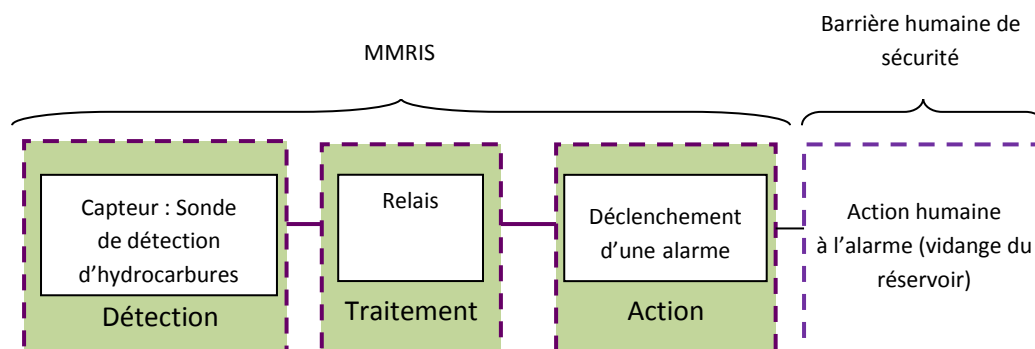 MMRIS
Barrière humaine de
sécurité
Capteur : Sonde
de détection
d’hydrocarbures
Détection
Relais
Traitement
Déclenchement
d’une alarme
Action
Action humaine
à l’alarme (vidange du
réservoir)